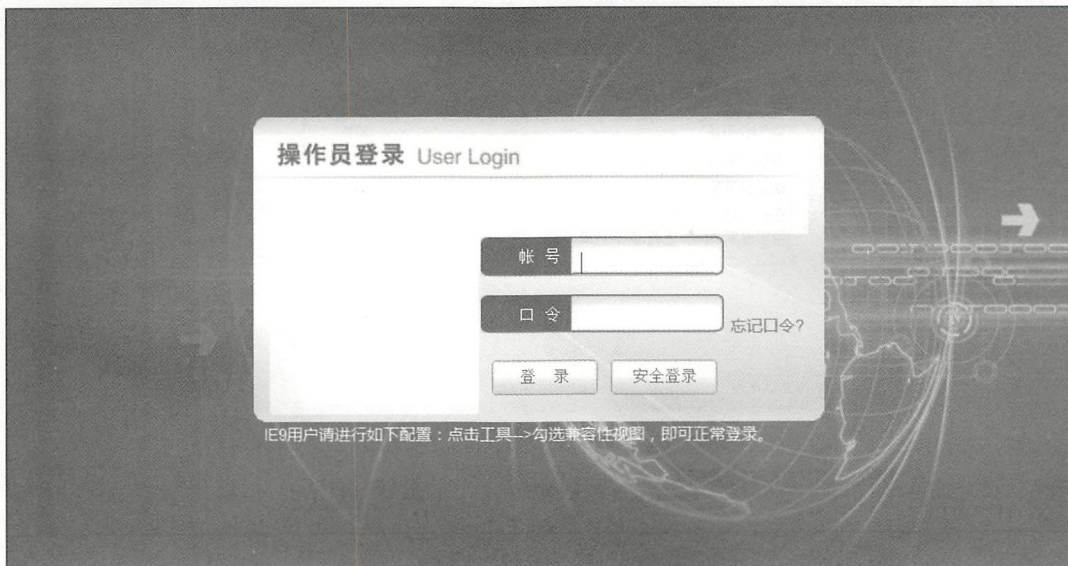 操作员登录 User Login
帐 号
口 令
忘记口令?
登 录
安全登录
IE9用户请进行如下配置：点击工具-->勾选兼容性视图，即可正常登录。